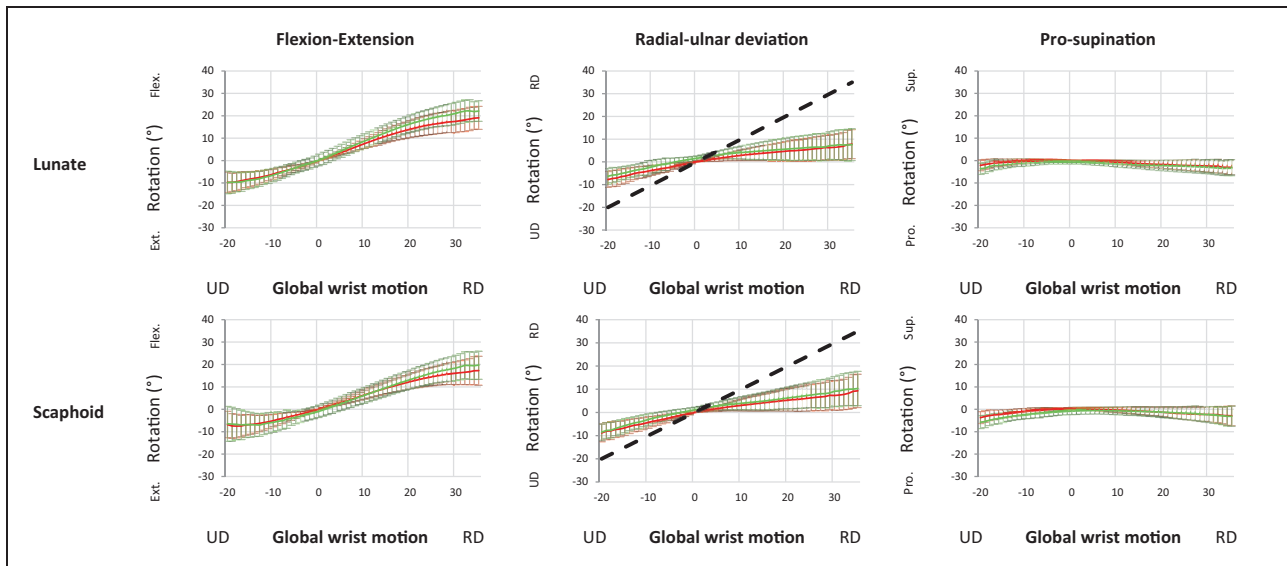 Flexion-Extension Radial-ulnar deviation Pro-supination
Lunate
Flex. Rotation (°) Ext.
40
30
20
10
0
-10
-20
-30
-20 -10 0 10 20 30
UD Global wrist motion RD
RD Rotation (°) UD
40
30
20
10
0
-10
-20
-30
-20 -10 0 10 20 30
UD Global wrist motion RD
Sup. Rotation (°) Pro.
40
30
20
10
0
-10
-20
-30
-20 -10 0 10 20 30
UD Global wrist motion RD
Scaphoid
Flex. Rotation (°) Ext.
40
30
20
10
0
-10
-20
-30
-20 -10 0 10 20 30
UD Global wrist motion RD
RD Rotation (°) UD
40
30
20
10
0
-10
-20
-30
-20 -10 0 10 20 30
UD Global wrist motion RD
Sup. Rotation (°) Pro.
40
30
20
10
0
-10
-20
-30
-20 -10 0 10 20 30
UD Global wrist motion RD